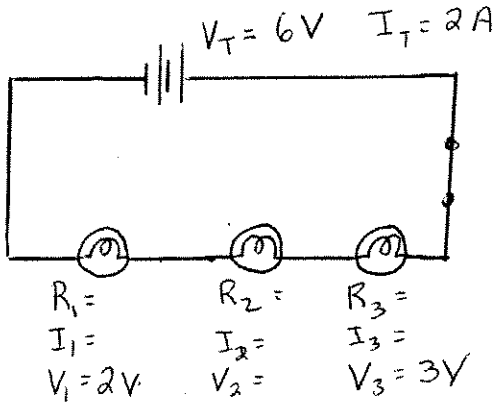 V_T = 6V I_T = 2A
R₁ = R₂ = R₃ =
I₁ = I₂ = I₃ =
V₁ = 2V. V₂ = V₃ = 3V